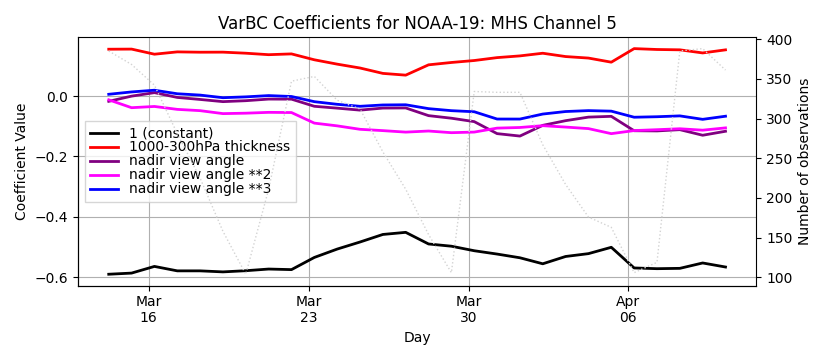 VarBC Coefficients for NOAA-19: MHS Channel 5
Coefficient Value
0.0
−0.2
−0.4
−0.6
1 (constant)
1000-300hPa thickness
nadir view angle
nadir view angle **2
nadir view angle **3
400
350
300
250
200
150
100
Number of observations
Mar
16
Mar
23
Mar
30
Apr
06
Day